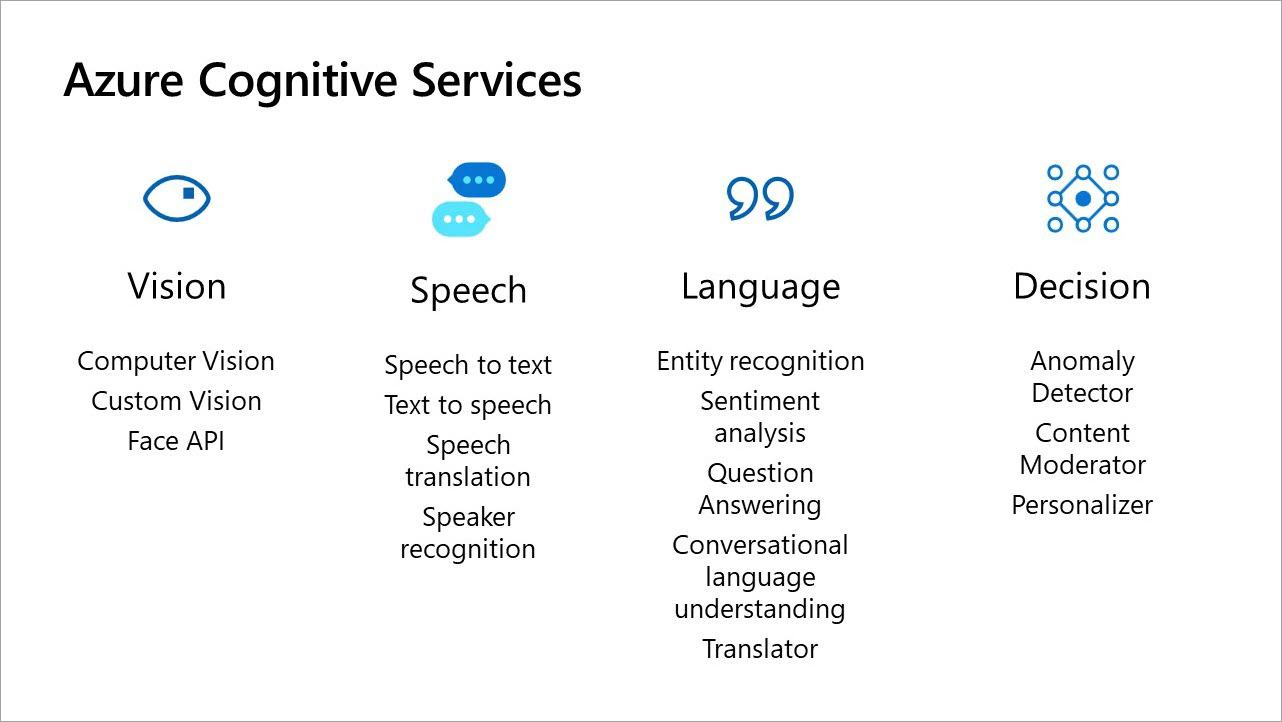 Azure Cognitive Services
Vision
Computer Vision
Custom Vision
Face API
Speech
Speech to text
Text to speech
Speech
translation
Speaker
recognition
Language
Entity recognition
Sentiment
analysis
Question
Answering
Conversational
language
understanding
Translator
Decision
Anomaly
Detector
Content
Moderator
Personalizer